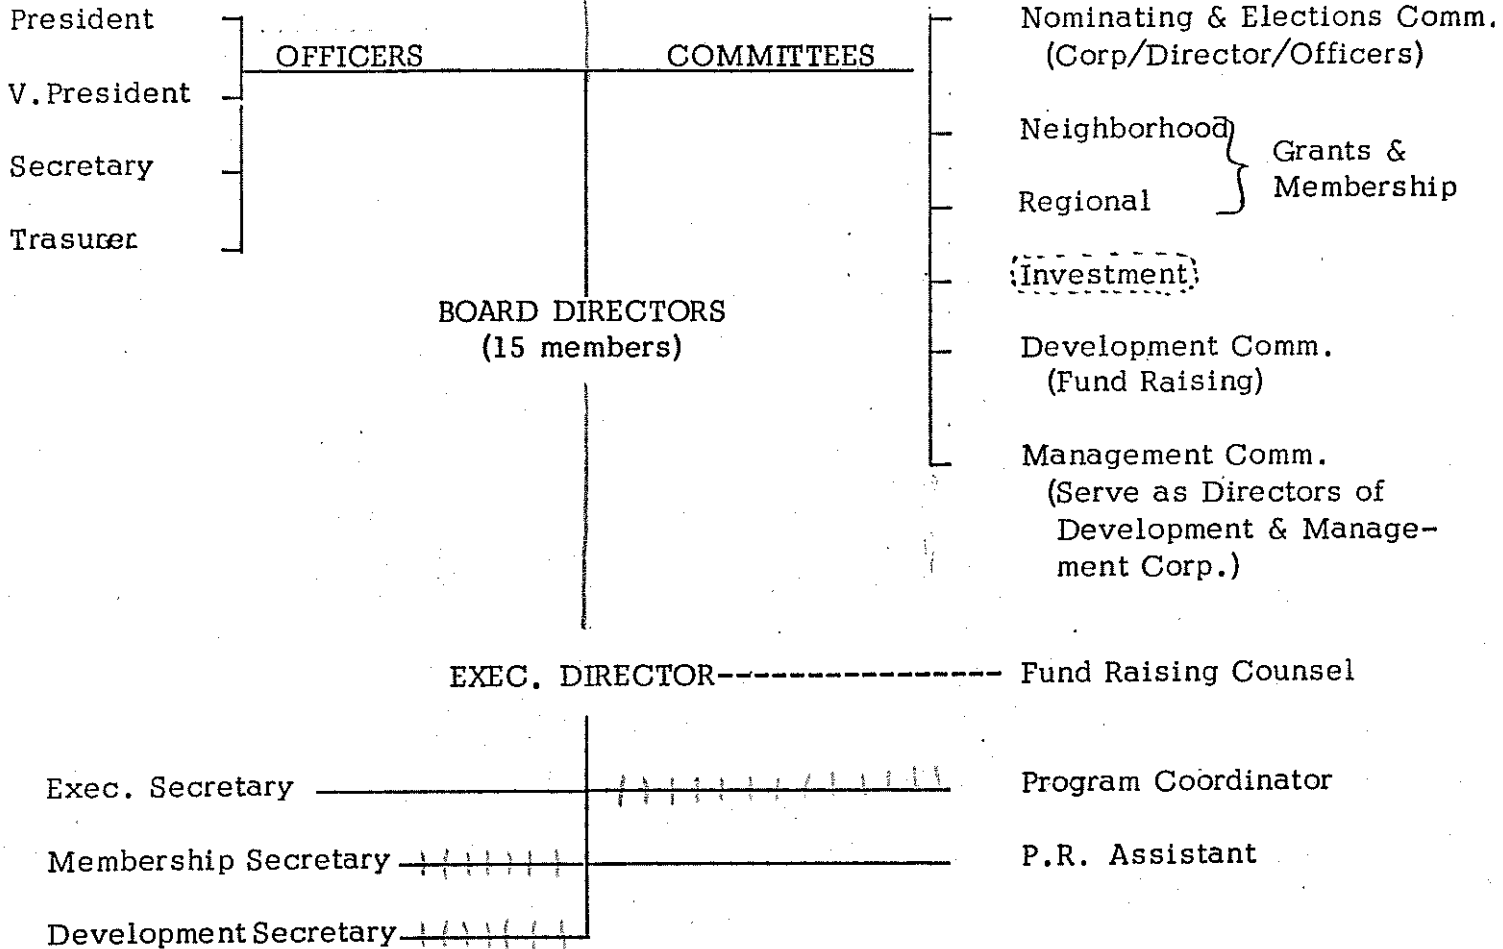 President
V.President
Secretary
Trasurer
OFFICERS
COMMITTEES
Nominating & Elections Comm.
(Corp/Director/Officers)
Neighborhood
Regional
Grants &
Membership
Investment
Development Comm.
(Fund Raising)
Management Comm.
(Serve as Directors of
Development & Manage-
ment Corp.)
BOARD DIRECTORS
(15 members)
EXEC. DIRECTOR
Fund Raising Counsel
Exec. Secretary
Program Coordinator
Membership Secretary
P.R. Assistant
Development Secretary